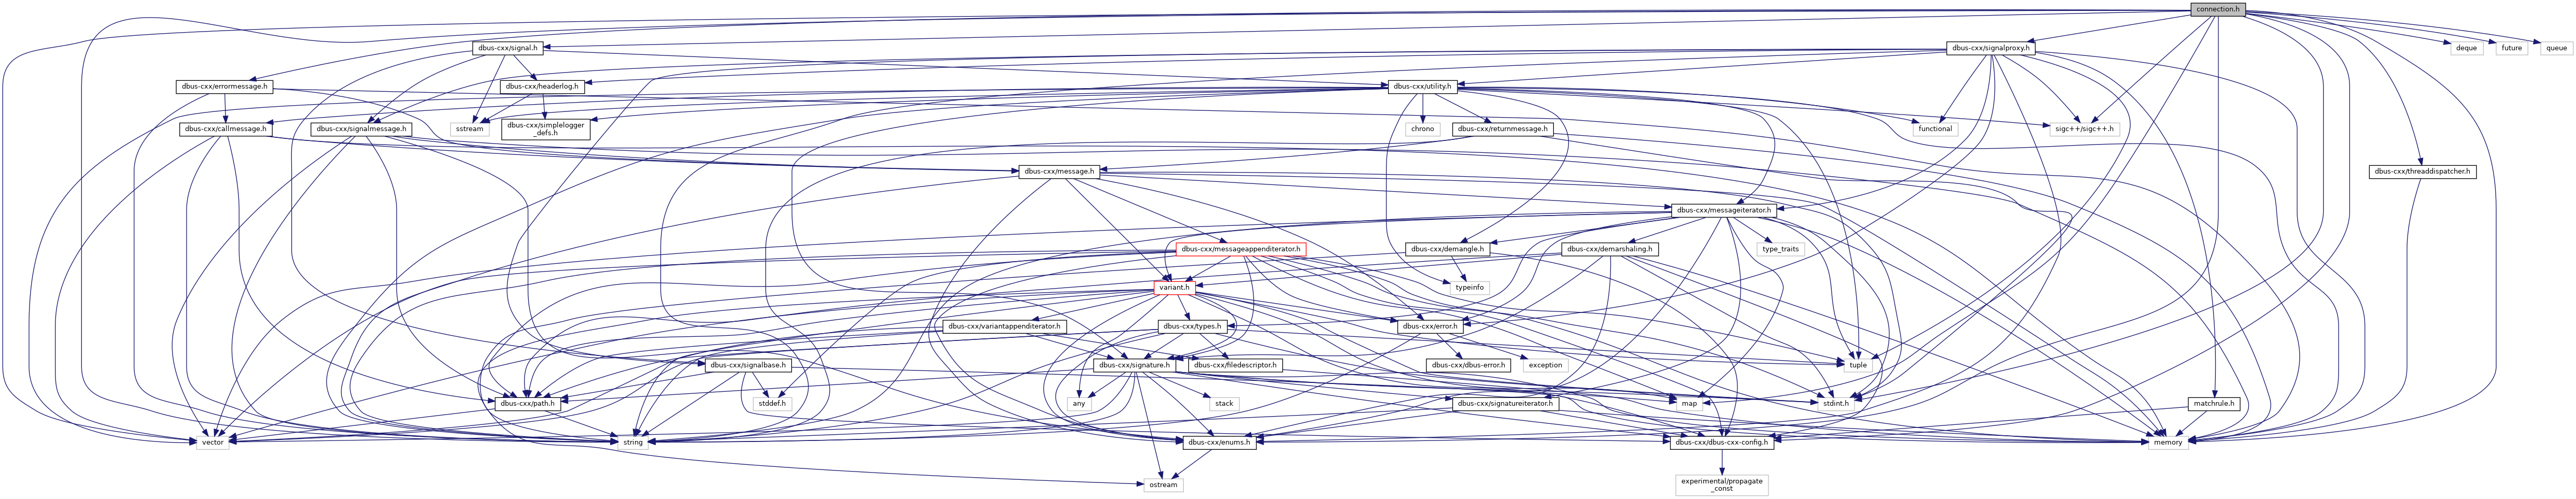 connection.h
dbus-cxx/signal.h
dbus-cxx/signalproxy.h
deque
future
queue
dbus-cxx/errormessage.h
dbus-cxx/headerlog.h
dbus-cxx/utility.h
dbus-cxx/callmessage.h
dbus-cxx/signalmessage.h
sstream
dbus-cxx/simplelogger
_defs.h
chrono
dbus-cxx/returnmessage.h
functional
sigc++/sigc++.h
dbus-cxx/message.h
dbus-cxx/threaddispatcher.h
dbus-cxx/messageiterator.h
dbus-cxx/messageappenditerator.h
dbus-cxx/demangle.h
dbus-cxx/demarshaling.h
type_traits
variant.h
typeinfo
dbus-cxx/variantappenditerator.h
dbus-cxx/types.h
dbus-cxx/error.h
dbus-cxx/signalbase.h
dbus-cxx/signature.h
dbus-cxx/filedescriptor.h
dbus-cxx/dbus-error.h
exception
tuple
dbus-cxx/path.h
stddef.h
any
stack
dbus-cxx/signatureiterator.h
map
stdint.h
matchrule.h
vector
string
dbus-cxx/enums.h
dbus-cxx/dbus-cxx-config.h
memory
ostream
experimental/propagate
_const